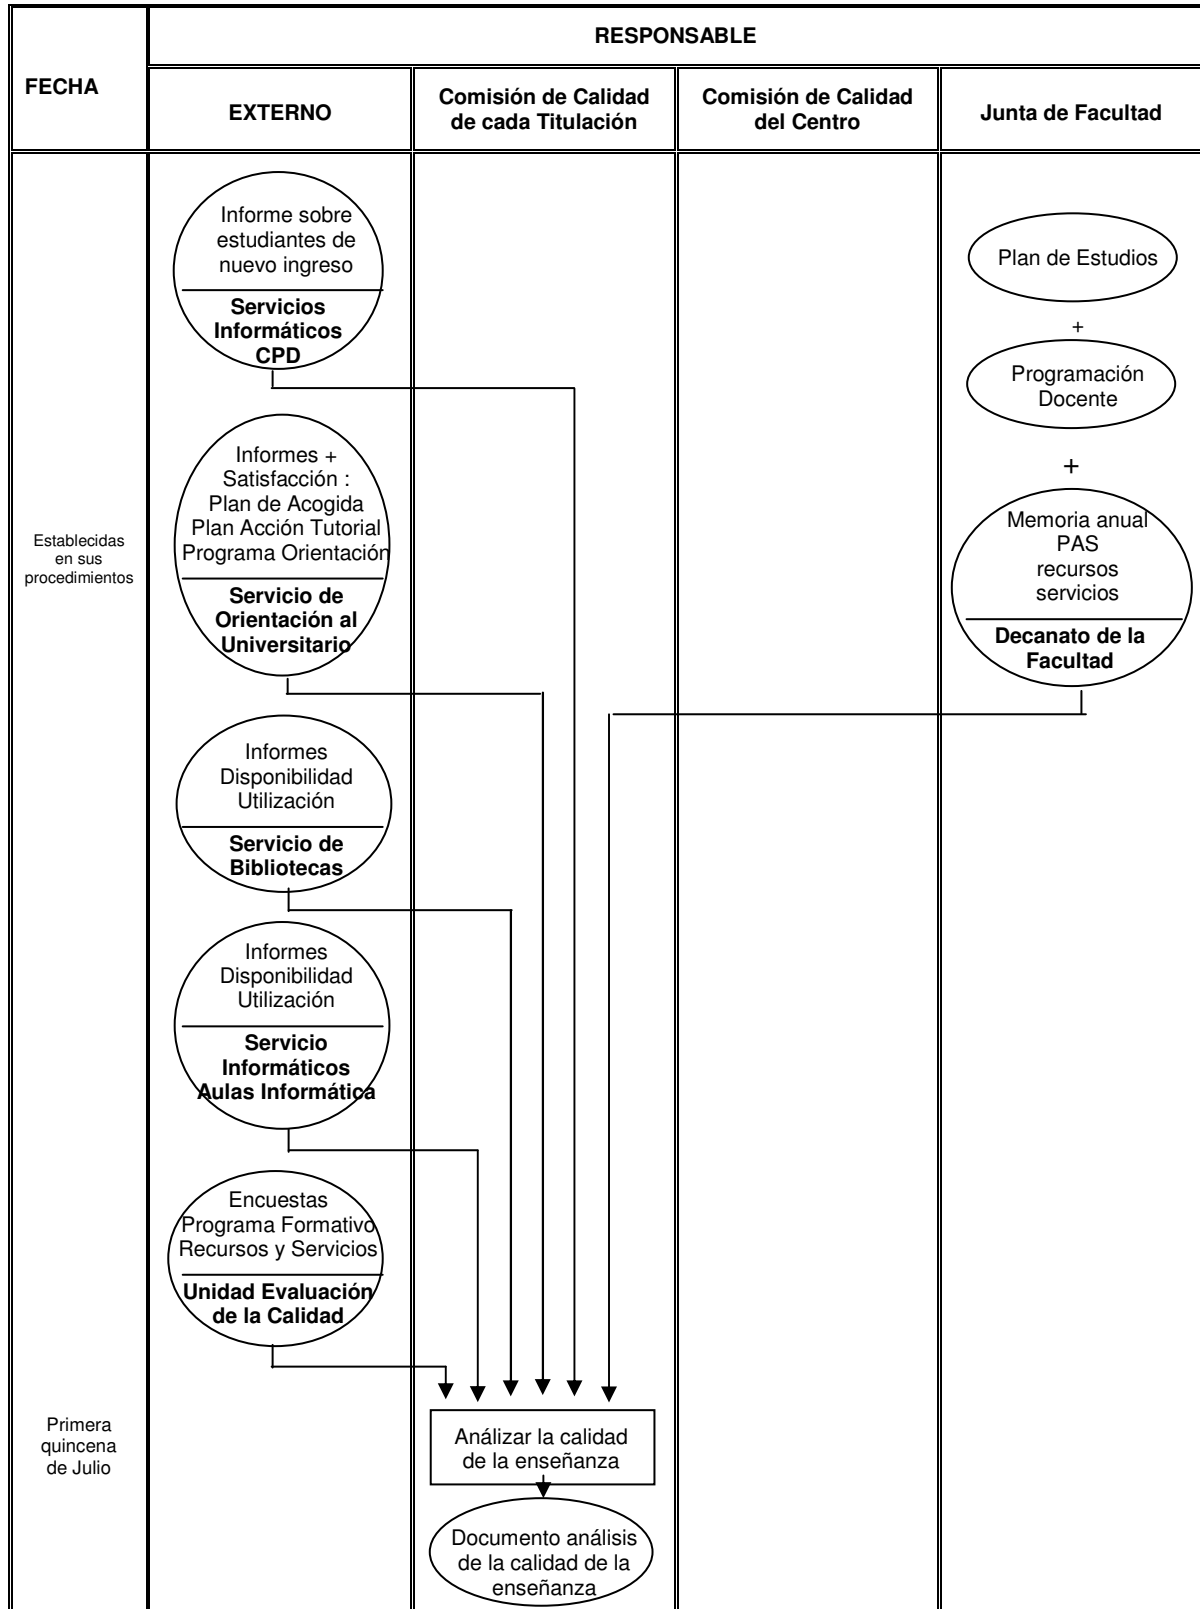 RESPONSABLE
FECHA
EXTERNO
Comisión de Calidad
de cada Titulación
Comisión de Calidad
del Centro
Junta de Facultad
Informe sobre
estudiantes de
nuevo ingreso
Servicios
Informáticos
CPD
Plan de Estudios
+
Programación
Docente
+
Memoria anual
PAS
recursos
servicios
Decanato de la
Facultad
Informes +
Satisfacción :
Plan de Acogida
Plan Acción Tutorial
Programa Orientación
Servicio de
Orientación al
Universitario
Establecidas
en sus
procedimientos
Informes
Disponibilidad
Utilización
Servicio de
Bibliotecas
Informes
Disponibilidad
Utilización
Servicio
Informáticos
Aulas Informática
Encuestas
Programa Formativo
Recursos y Servicios
Unidad Evaluación
de la Calidad
Primera
quincena
de Julio
Análizar la calidad
de la enseñanza
Documento análisis
de la calidad de la
enseñanza